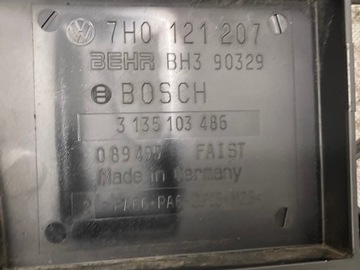 7H0 121 207
BEHR BH3 90329
BOSCH
3 135 103 486
FAIST
Made in Germany